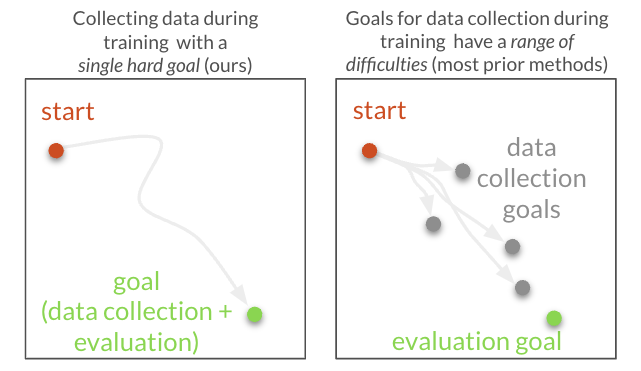 Collecting data during
training with a
single hard goal (ours)
start
goal
(data collection +
evaluation)
Goals for data collection during
training have a range of
difficulties (most prior methods)
start
data
collection
goals
evaluation goal